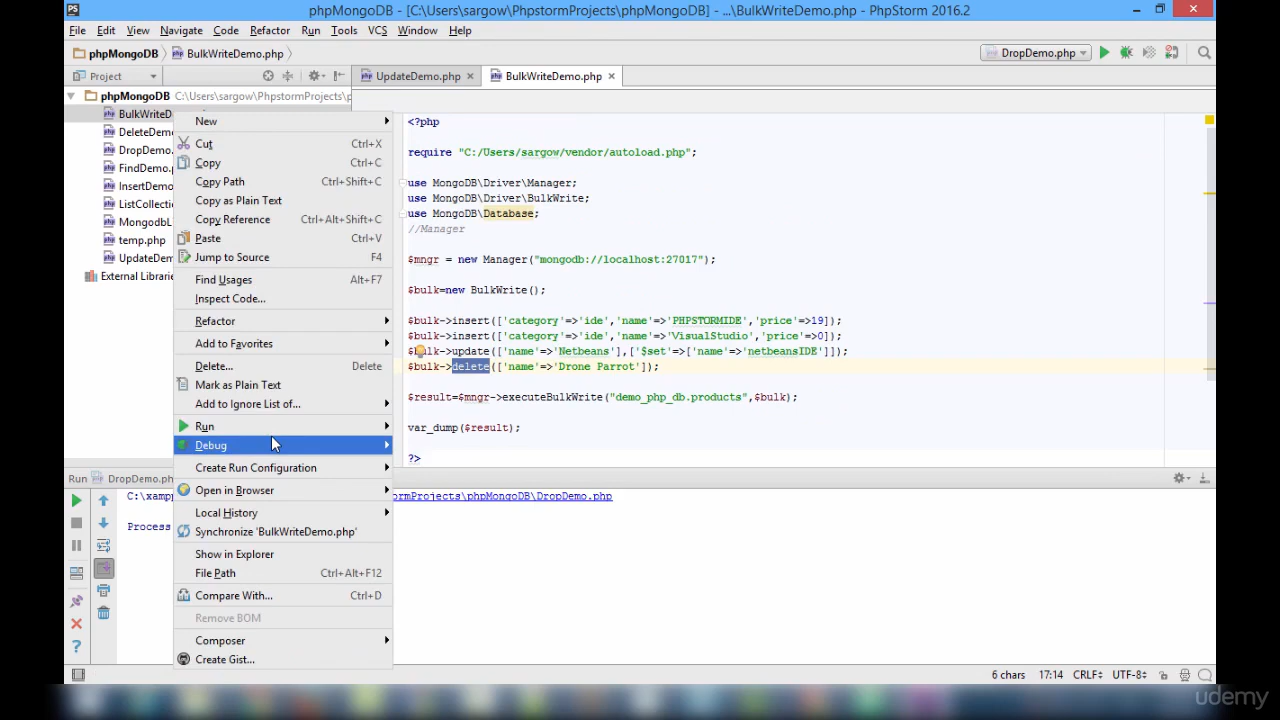 phpMongoDB - [C:\Users\sargow\PhpstormProjects\phpMongoDB] - ...\BulkWriteDemo.php - PhpStorm 2016.2
File Edit View Navigate Code Refactor Run Tools VCS Window Help
phpMongoDB BulkWriteDemo.php DropDemo.php
Project UpdateDemo.php BulkWriteDemo.php
phpMongoDB C:\Users\sargow\PhpstormProjects\p
BulkWriteD
DeleteDemo
DropDemo.
FindDemo.p
InsertDemo
ListCollectio
MongodbL
temp.php
UpdateDem
External Librarie
New
Cut Ctrl+X
Copy Ctrl+C
Copy Path Ctrl+Shift+C
Copy as Plain Text
Copy Reference Ctrl+Alt+Shift+C
Paste Ctrl+V
Jump to Source F4
Find Usages Alt+F7
Inspect Code...
Refactor
Add to Favorites
Delete... Delete
Mark as Plain Text
Add to Ignore List of...
Run
Debug
Create Run Configuration
Open in Browser
Local History
Synchronize 'BulkWriteDemo.php'
Show in Explorer
File Path Ctrl+Alt+F12
Compare With... Ctrl+D
Remove BOM
Composer
Create Gist...
<?php
require "C:/Users/sargow/vendor/autoload.php";
use MongoDB\Driver\Manager;
use MongoDB\Driver\BulkWrite;
use MongoDB\Database;
//Manager
$mngr = new Manager("mongodb://localhost:27017");
$bulk=new BulkWrite();
$bulk->insert(['category'=>'ide','name'=>'PHPSTORMIDE','price'=>19]);
$bulk->insert(['category'=>'ide','name'=>'VisualStudio','price'=>0]);
$bulk->update(['name'=>'Netbeans'],['$set'=>['name'=>'netbeansIDE']]);
$bulk->delete(['name'=>'Drone Parrot']);
$result=$mngr->executeBulkWrite("demo_php_db.products",$bulk);
var_dump($result);
?>
Run DropDemo.ph
C:\xamp
ormProjects\phpMongoDB\DropDemo.php
Process
6 chars 17:14 CRLF UTF-8
udemy